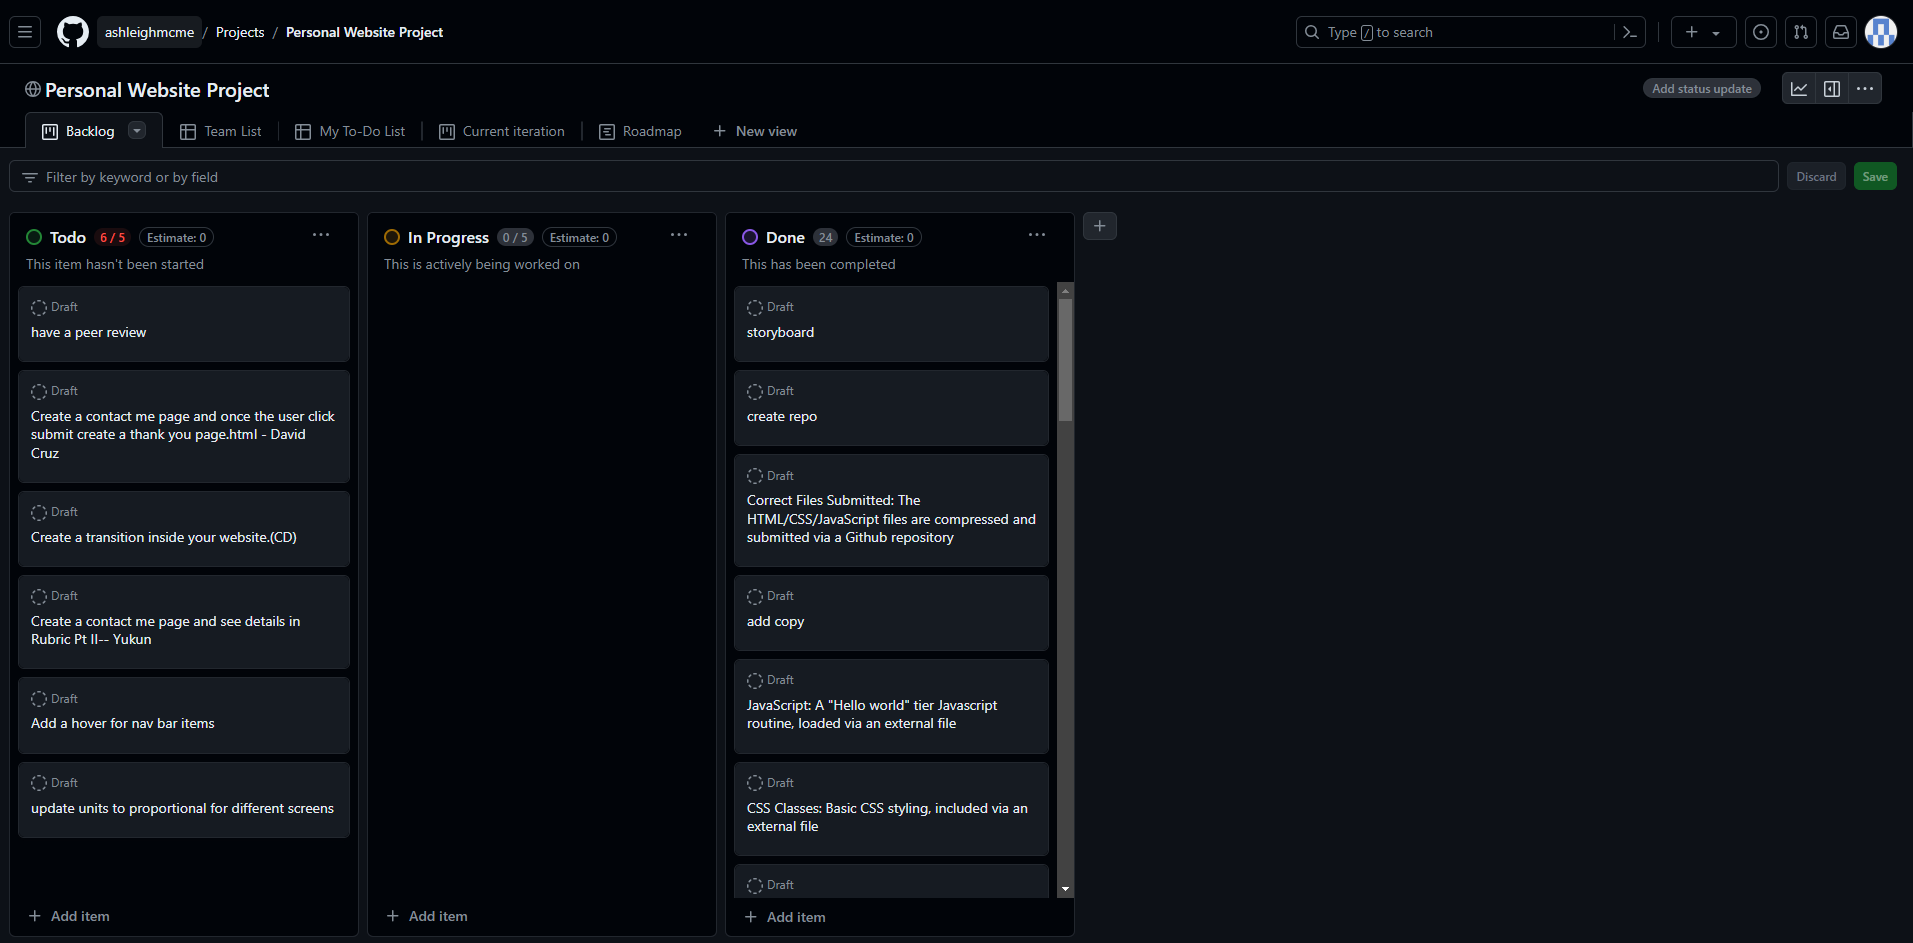 ashleighmcme / Projects / Personal Website Project
Type / to search
Personal Website Project
Add status update
Backlog
Team List
My To-Do List
Current iteration
Roadmap
New view
Filter by keyword or by field
Discard
Save
Todo 6 / 5 Estimate: 0
This item hasn't been started
Draft
have a peer review
Draft
Create a contact me page and once the user click
submit create a thank you page.html - David
Cruz
Draft
Create a transition inside your website.(CD)
Draft
Create a contact me page and see details in
Rubric Pt II-- Yukun
Draft
Add a hover for nav bar items
Draft
update units to proportional for different screens
Add item
In Progress 0 / 5 Estimate: 0
This is actively being worked on
Add item
Done 24 Estimate: 0
This has been completed
Draft
storyboard
Draft
create repo
Draft
Correct Files Submitted: The
HTML/CSS/JavaScript files are compressed and
submitted via a Github repository
Draft
add copy
Draft
JavaScript: A "Hello world" tier Javascript
routine, loaded via an external file
Draft
CSS Classes: Basic CSS styling, included via an
external file
Draft
Add item